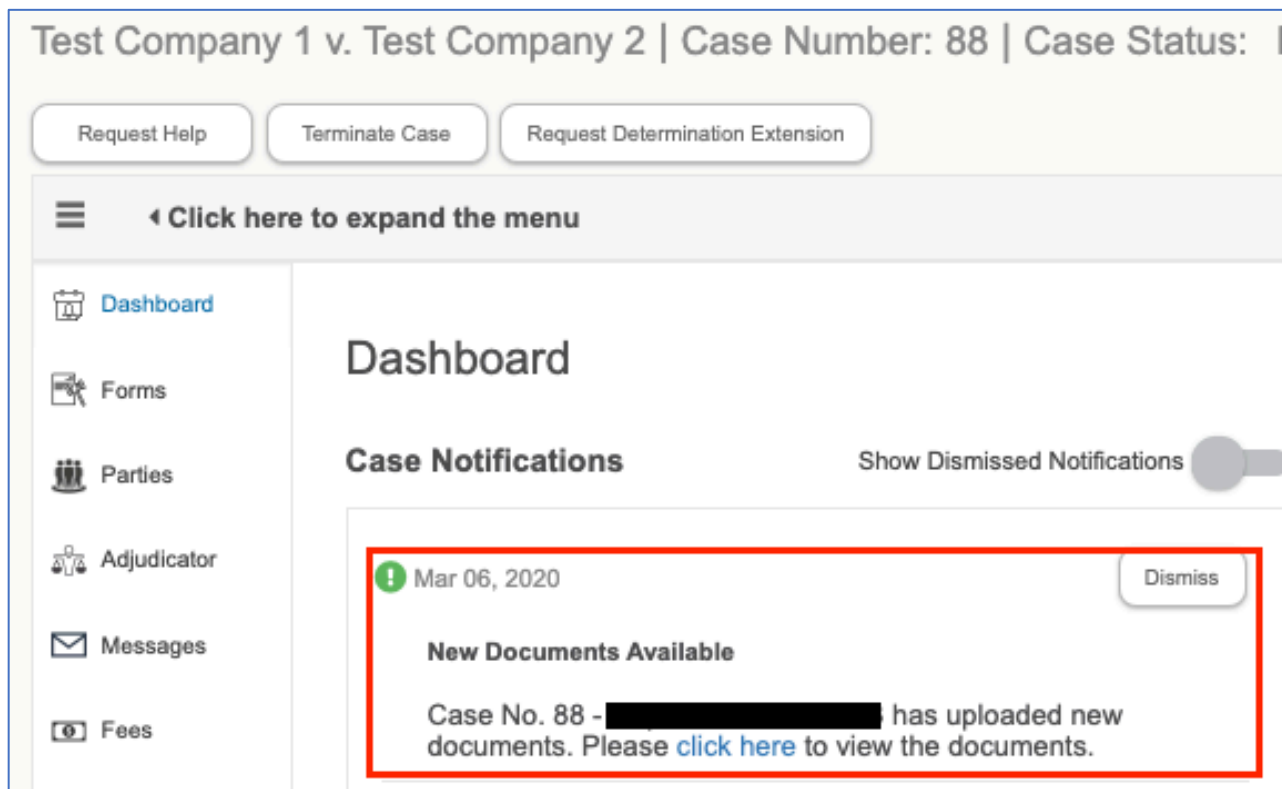 Test Company 1 v. Test Company 2 | Case Number: 88 | Case Status:
Request Help
Terminate Case
Request Determination Extension
Click here to expand the menu
Dashboard
Forms
Parties
Adjudicator
Messages
Fees
Dashboard
Case Notifications
Show Dismissed Notifications
Mar 06, 2020
Dismiss
New Documents Available
Case No. 88 - has uploaded new
documents. Please click here to view the documents.